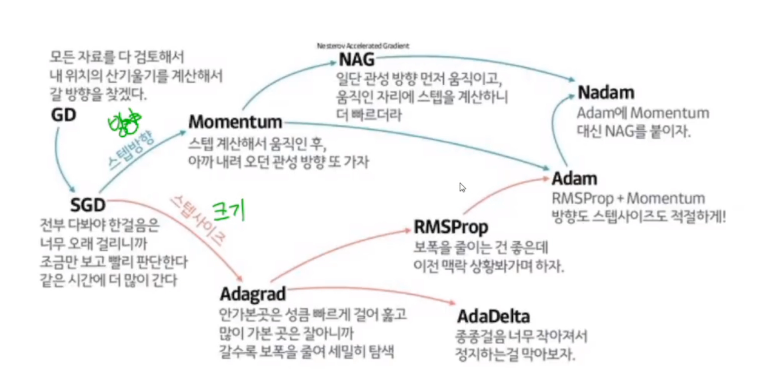 모든 자료를 다 검토해서
내 위치의 산기울기를 계산해서
갈 방향을 찾겠다.
GD
스텝방향
SGD
전부 다봐야 한걸음은
너무 오래 걸리니까
조금만 보고 빨리 판단한다
같은 시간에 더 많이 간다
Momentum
스텝 계산해서 움직인 후,
아까 내려 오던 관성 방향 또 가자
Nesterov Accelerated Gradient
NAG
일단 관성 방향 먼저 움직이고,
움직인 자리에 스텝을 계산하니
더 빠르더라
Nadam
Adam에 Momentum
대신 NAG를 붙이자.
Adam
RMSProp + Momentum
방향도 스텝사이즈도 적절하게!
스텝사이즈
크기
RMSProp
보폭을 줄이는 건 좋은데
이전 맥락 상황봐가며 하자.
Adagrad
안가본곳은 성큼 빠르게 걸어 훓고
많이 가본 곳은 잘아니까
갈수록 보폭을 줄여 세밀히 탐색
AdaDelta
종종걸음 너무 작아져서
정지하는걸 막아보자.